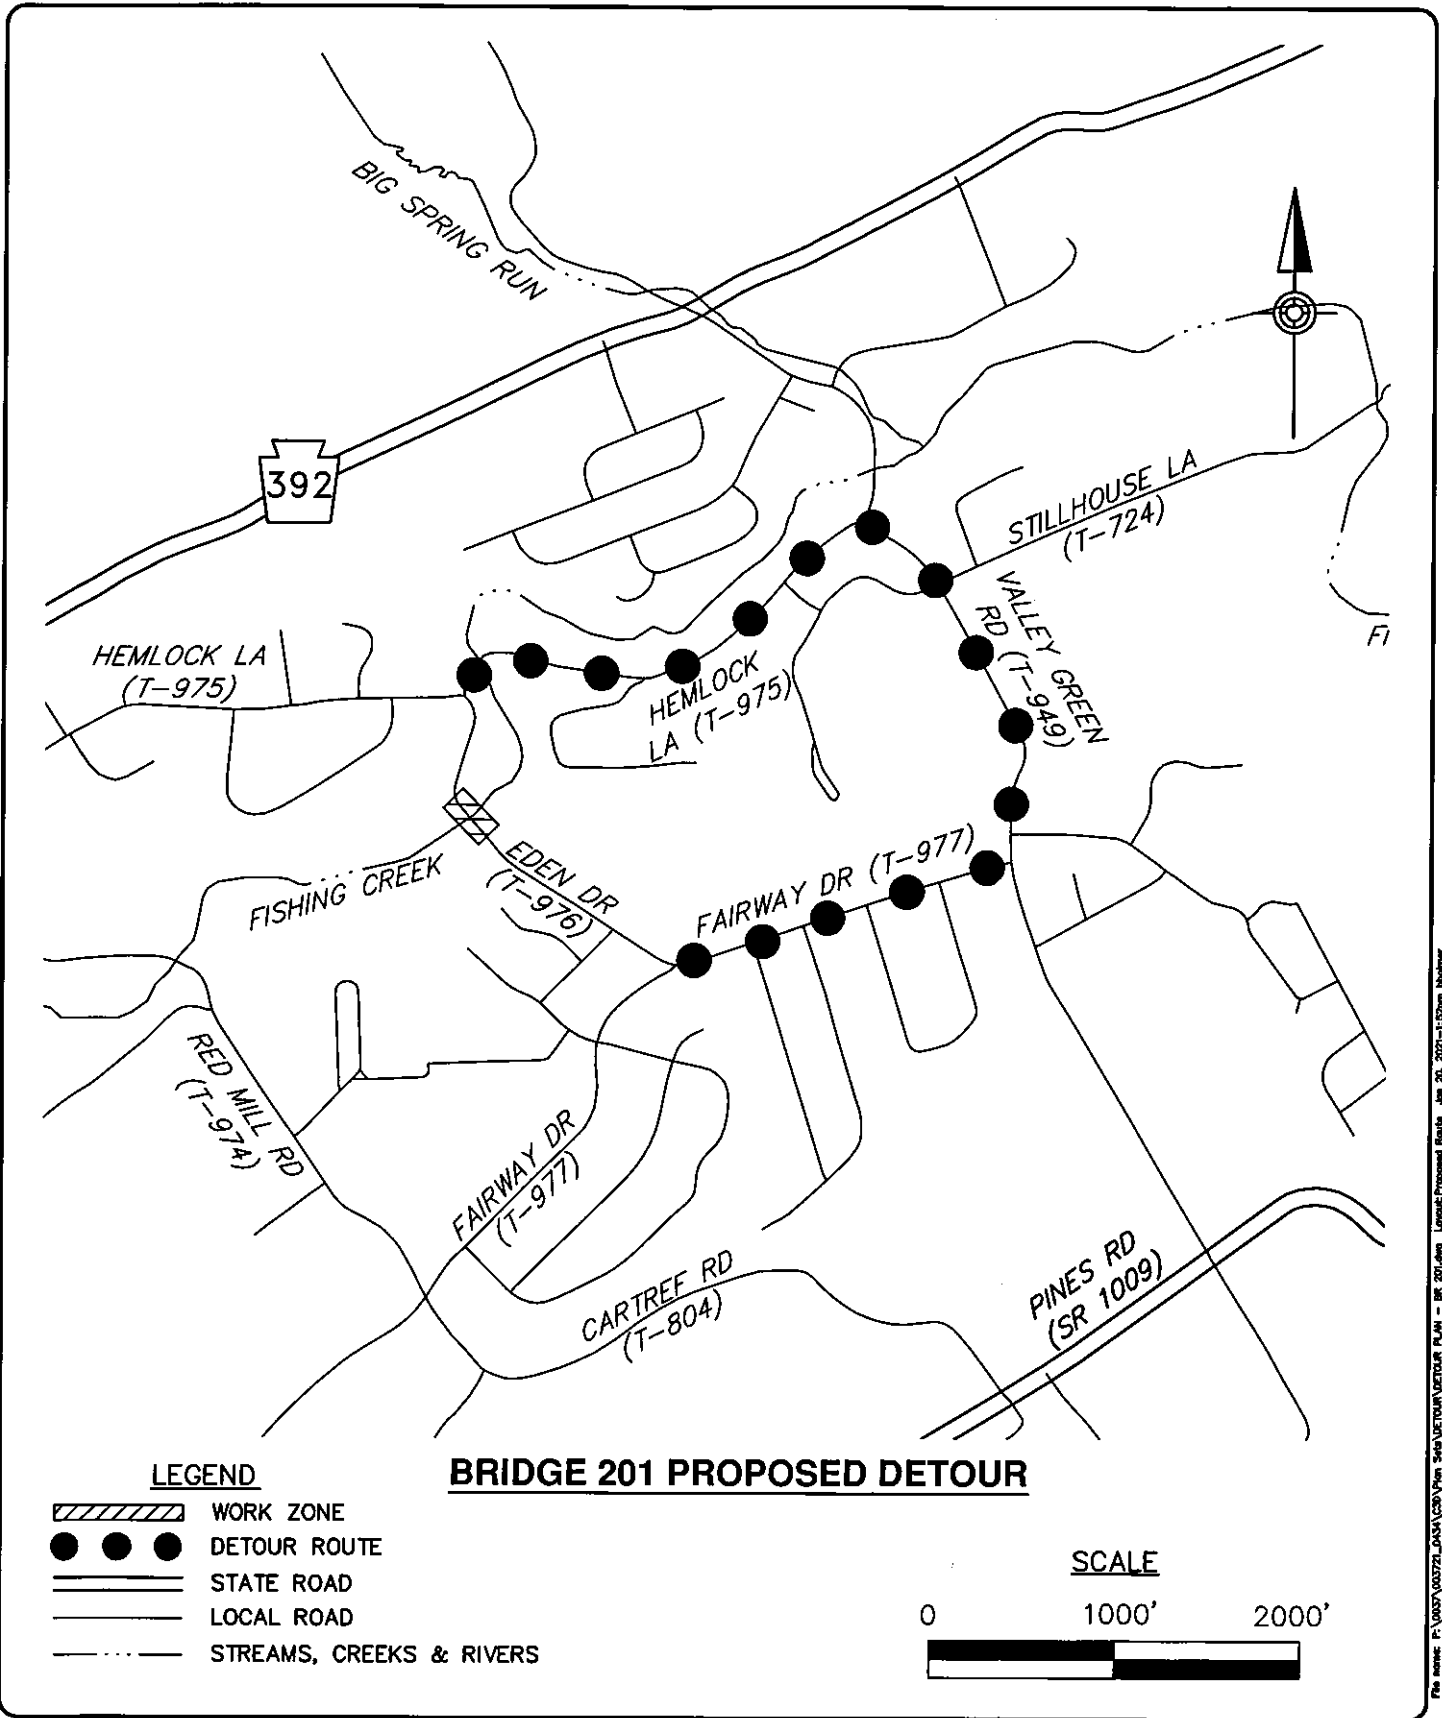 BIG SPRING RUN
392
STILLHOUSE LA
(T-724)
VALLEY GREEN
RD (T-949)
FI
HEMLOCK LA
(T-975)
HEMLOCK
LA (T-975)
EDEN DR
(T-976)
FISHING CREEK
FAIRWAY DR (T-977)
RED MILL RD
(T-974)
FAIRWAY DR
(T-977)
CARTREF RD
(T-804)
PINES RD
(SR 1009)
BRIDGE 201 PROPOSED DETOUR
LEGEND
WORK ZONE
DETOUR ROUTE
STATE ROAD
LOCAL ROAD
STREAMS, CREEKS & RIVERS
SCALE
0 1000' 2000'